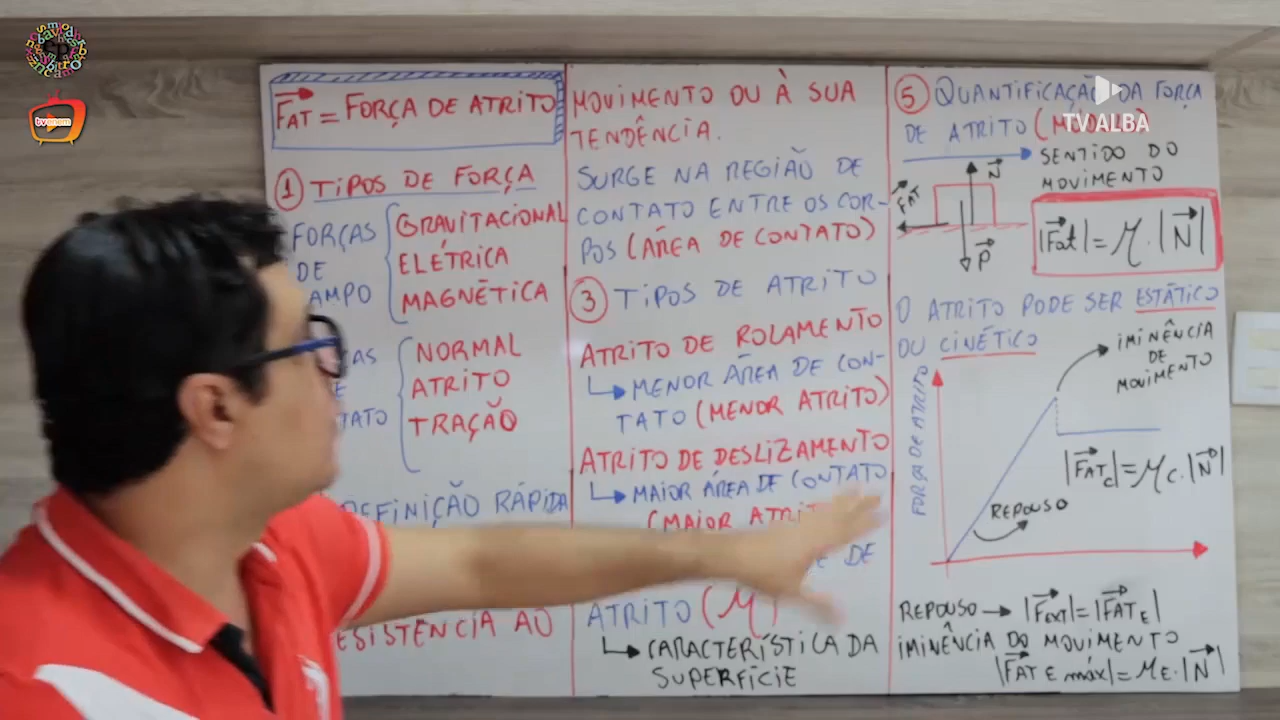 tvenem
TV ALBA
FAT = FORÇA DE ATRITO
1 TIPOS DE FORÇA
FORÇAS
DE
GRAVITACIONAL
ELÉTRICA
MAGNÉTICA
NORMAL
ATRITO
TRAÇÃO
DEFINIÇÃO RÁPIDA
AO
MOVIMENTO OU À SUA
TENDÊNCIA.
SURGE NA REGIÃO DE
CONTATO ENTRE OS COR-
POS (ÁREA DE CONTATO)
3 TIPOS DE ATRITO
ATRITO DE ROLAMENTO
MENOR ÁREA DE CON-
TATO (MENOR ATRITO)
ATRITO DE DESLIZAMENTO
MAIOR ÁREA DE CONTATO
(MAIOR
DE
ATRITO (μ)
CARACTERÍSTICA DA
SUPERFÍCIE
5 QUANTIFICAÇÃO DA FORÇA
DE ATRITO
SENTIDO DO
MOVIMENTO
N
FAT
P
|Fat| = μ . |N|
O ATRITO PODE SER ESTÁTICO
OU CINÉTICO
IMINÊNCIA
DE
MOVIMENTO
FORÇA DE ATRITO
|FATc| = μc . |N|
REPOUSO
REPOUSO → |Fext| = |FATE|
IMINÊNCIA DO MOVIMENTO
|FAT E máx| = μE . |N|